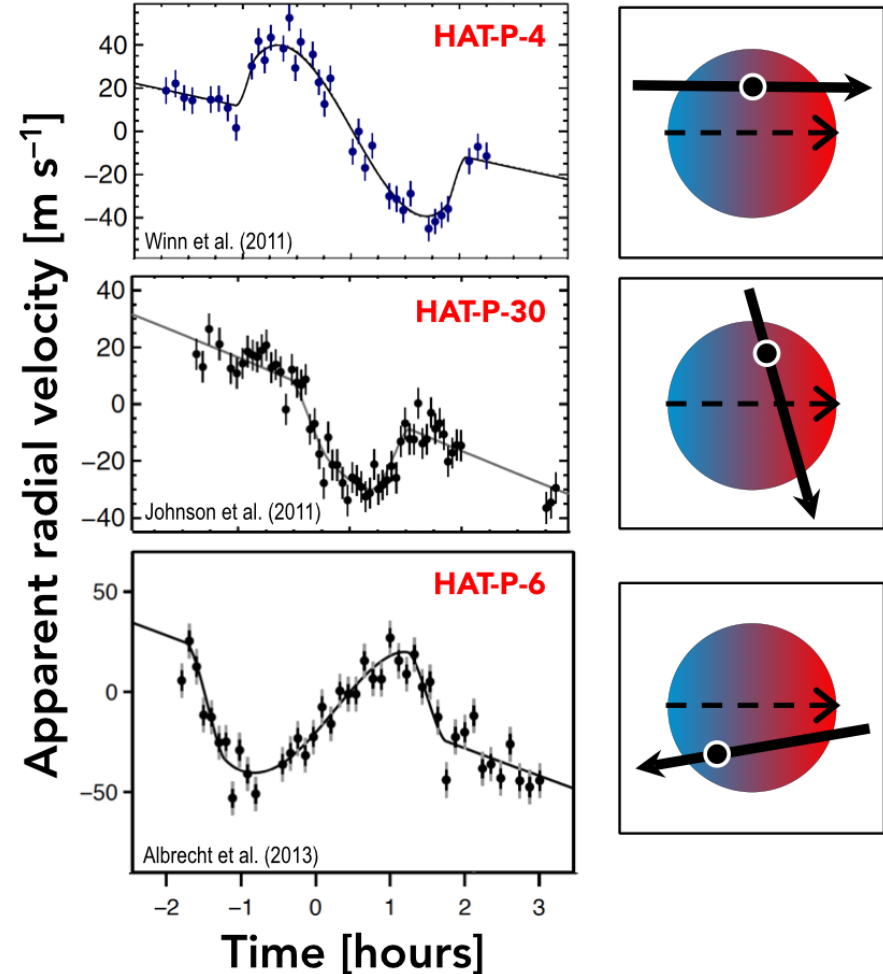 Apparent radial velocity [m s⁻¹]
HAT-P-4
40
20
0
−20
−40
Winn et al. (2011)
HAT-P-30
40
20
0
−20
−40
Johnson et al. (2011)
HAT-P-6
50
0
−50
Albrecht et al. (2013)
−2 −1 0 1 2 3
Time [hours]